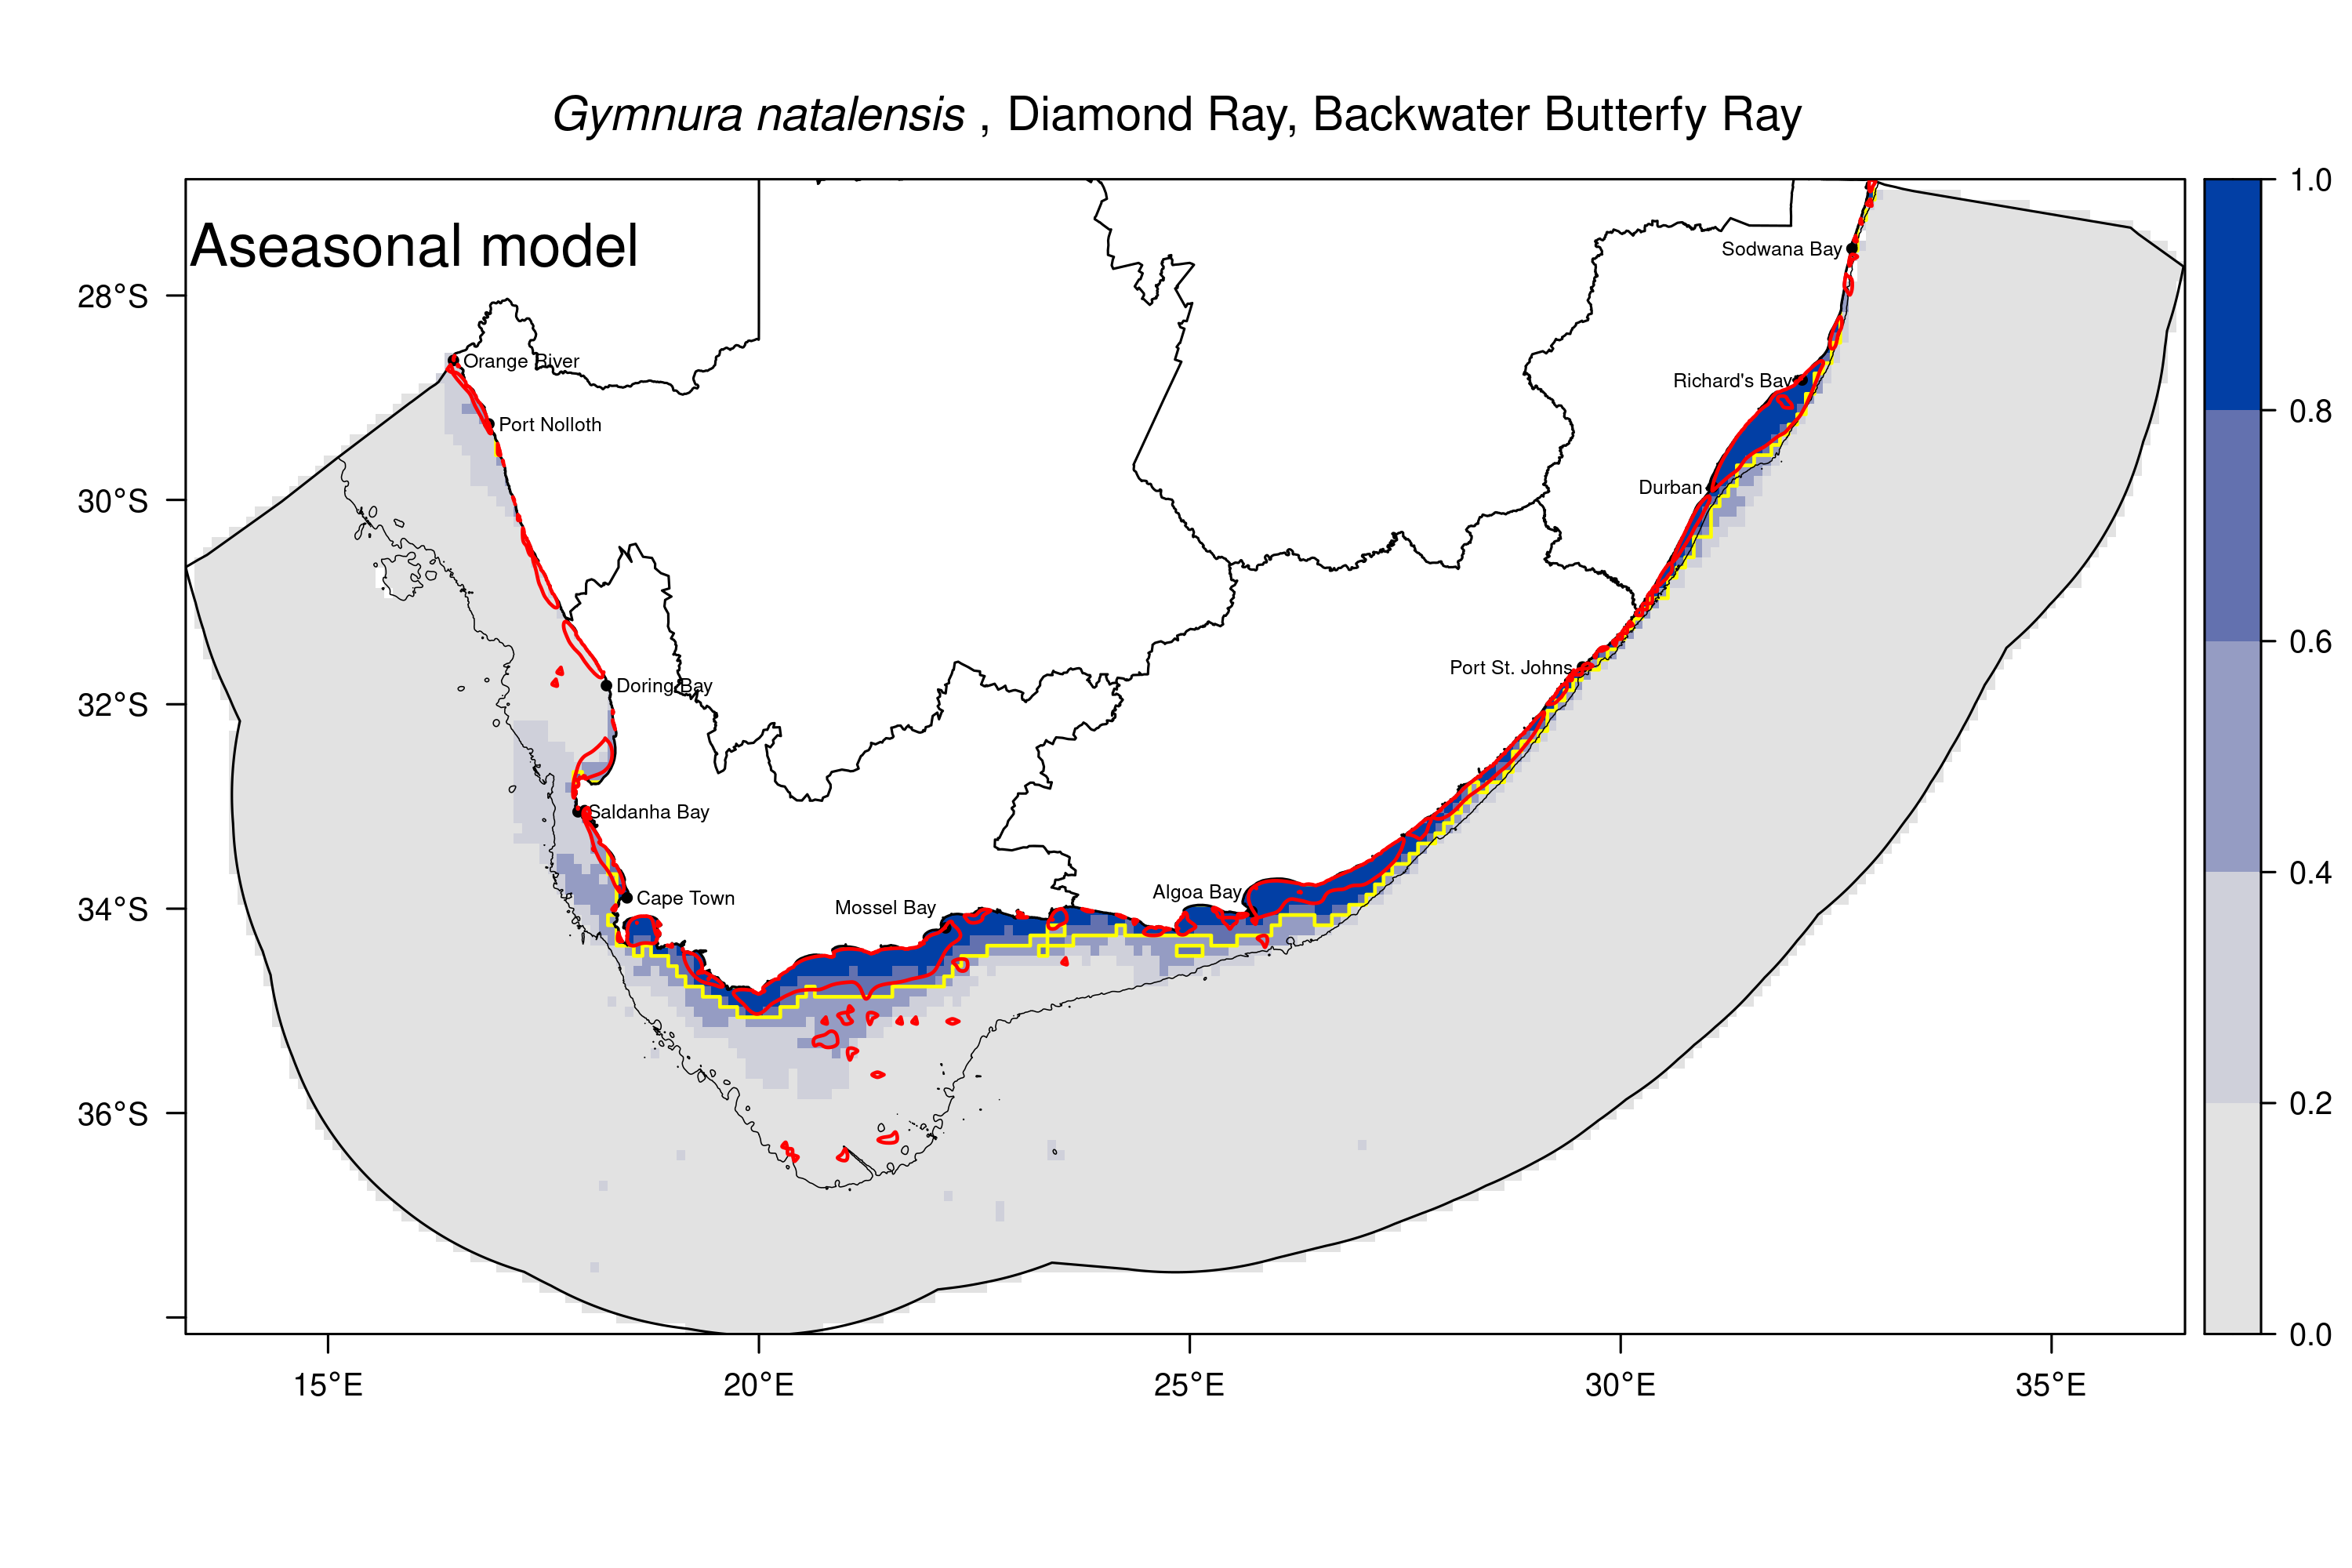 Gymnura natalensis , Diamond Ray, Backwater Butterfy Ray
Aseasonal model
Sodwana Bay
Orange River
Richard's Bay
Port Nolloth
Durban
Port St. Johns
Doring Bay
Saldanha Bay
Algoa Bay
Cape Town
Mossel Bay
28°S
30°S
32°S
34°S
36°S
15°E
20°E
25°E
30°E
35°E
1.0
0.8
0.6
0.4
0.2
0.0